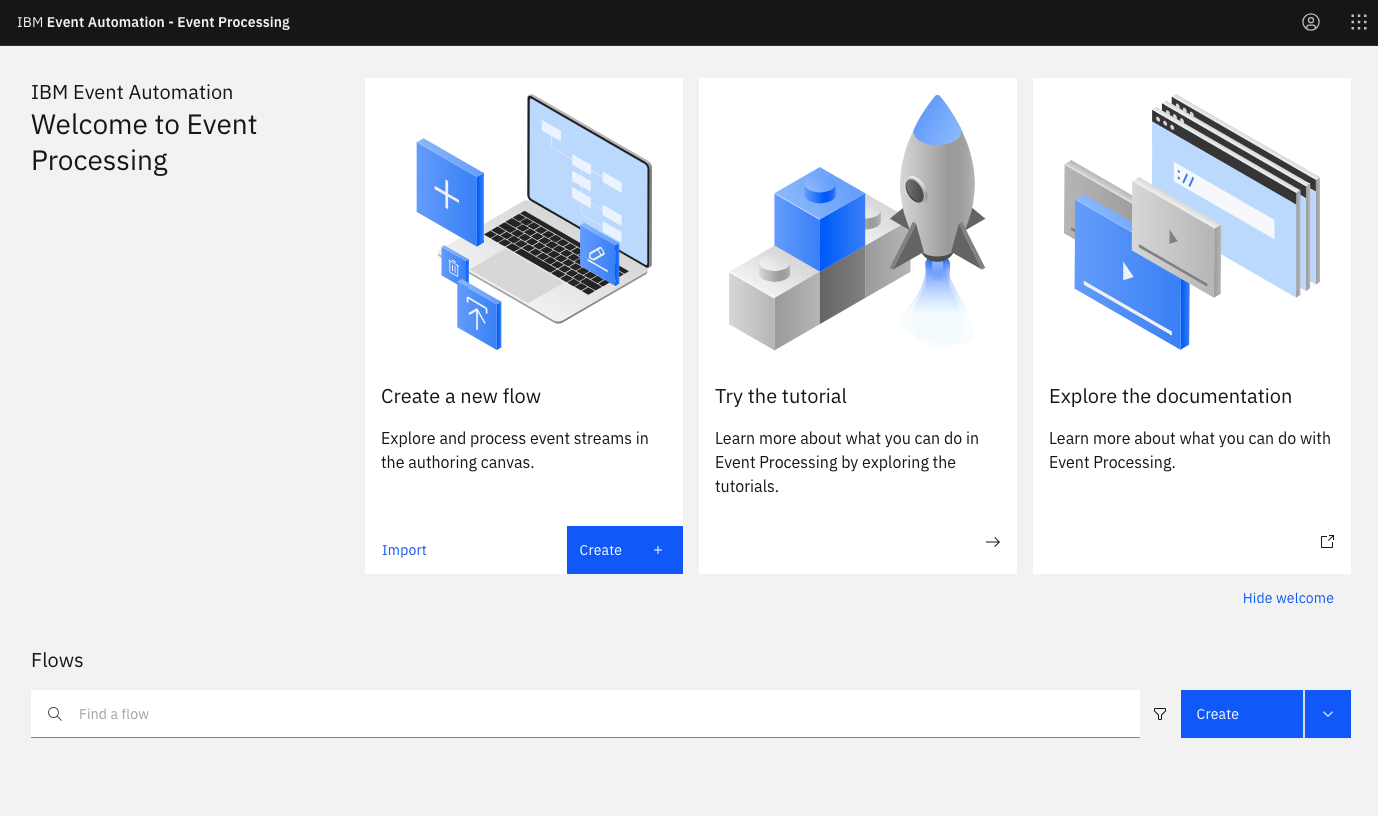 IBM Event Automation - Event Processing
IBM Event Automation
Welcome to Event
Processing
Create a new flow
Explore and process event streams in
the authoring canvas.
Import
Create
Try the tutorial
Learn more about what you can do in
Event Processing by exploring the
tutorials.
Explore the documentation
Learn more about what you can do with
Event Processing.
Hide welcome
Flows
Find a flow
Create